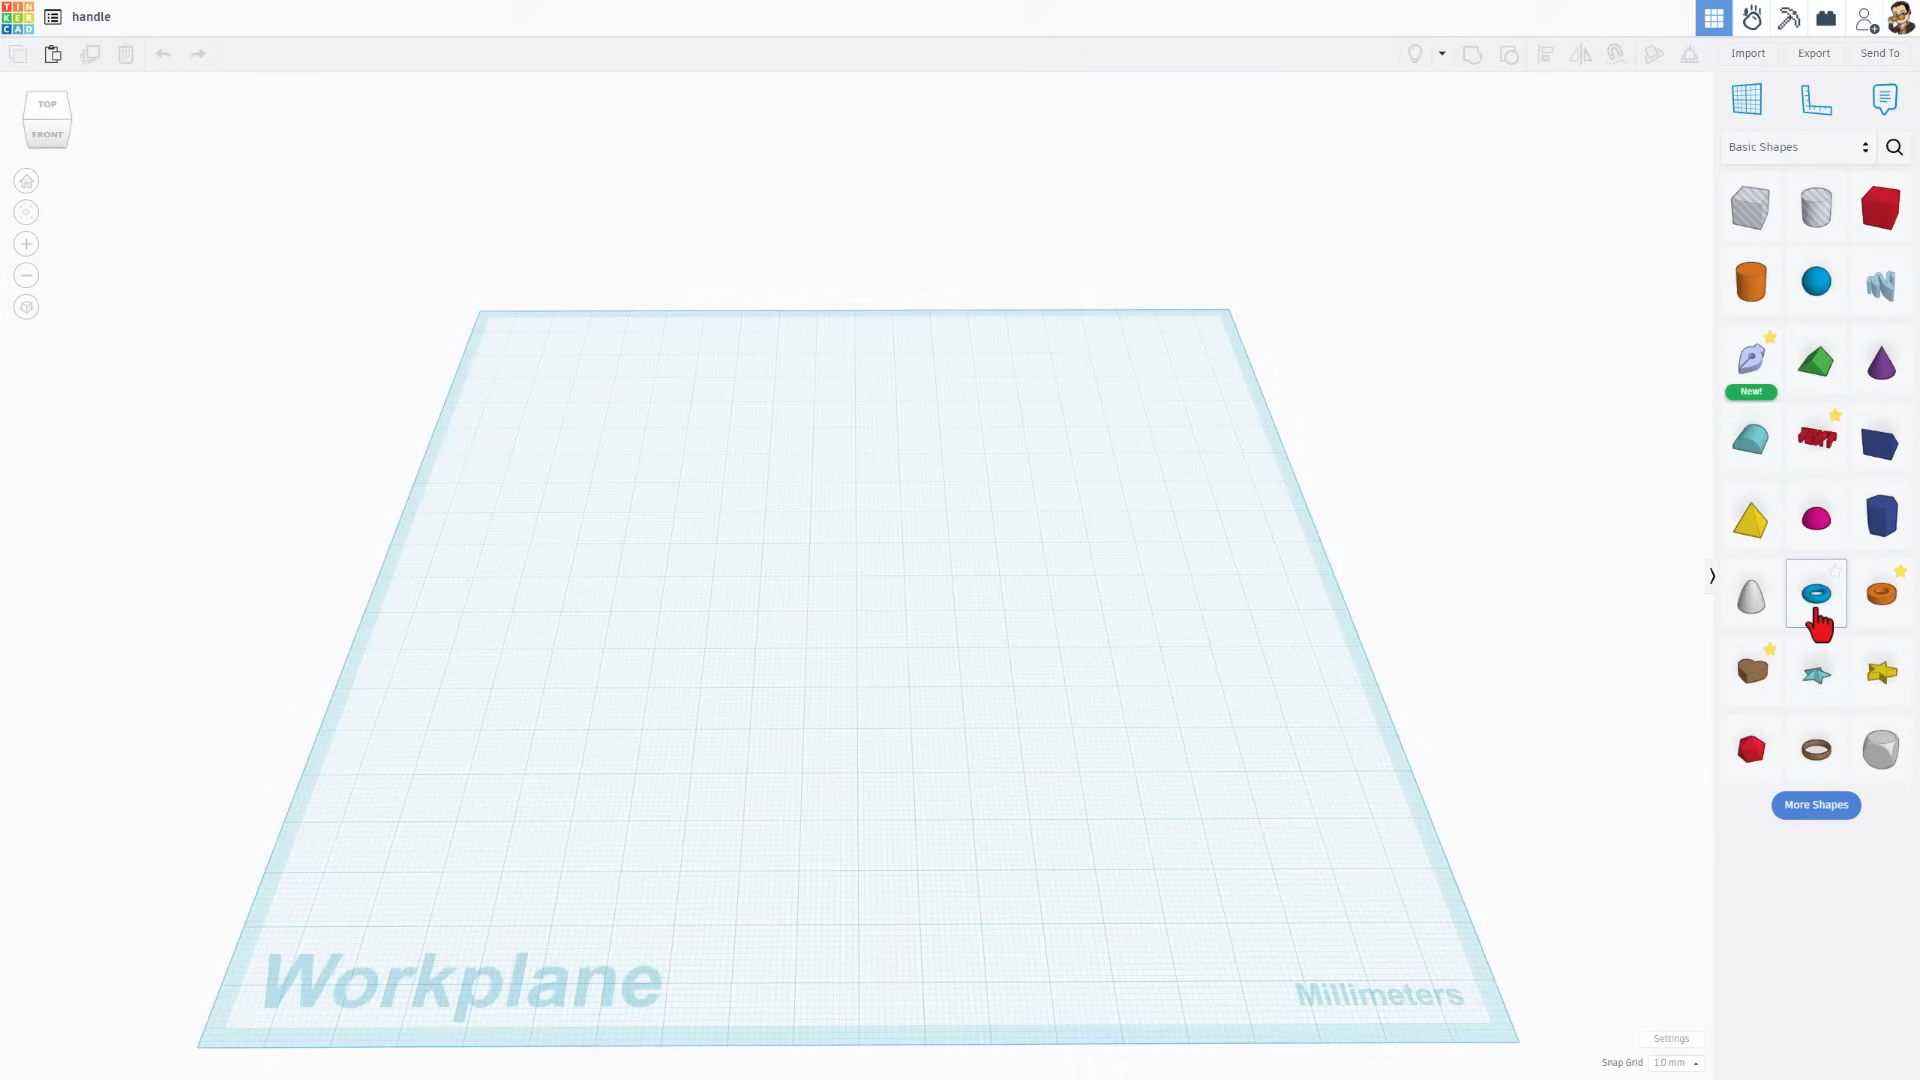 TIN
KER
CAD
handle
Import
Export
Send To
TOP
FRONT
Basic Shapes
New!
TEXT
More Shapes
Workplane
Millimeters
Settings
Snap Grid 1.0 mm